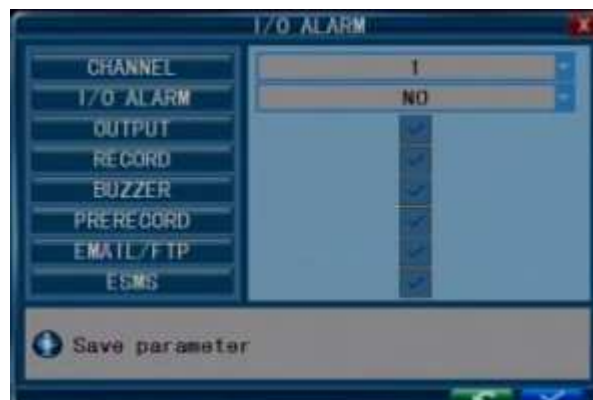 I/O ALARM
CHANNEL 1
I/O ALARM NO
OUTPUT
RECORD
BUZZER
PRERECORD
EMAIL/FTP
ESMS
Save parameter